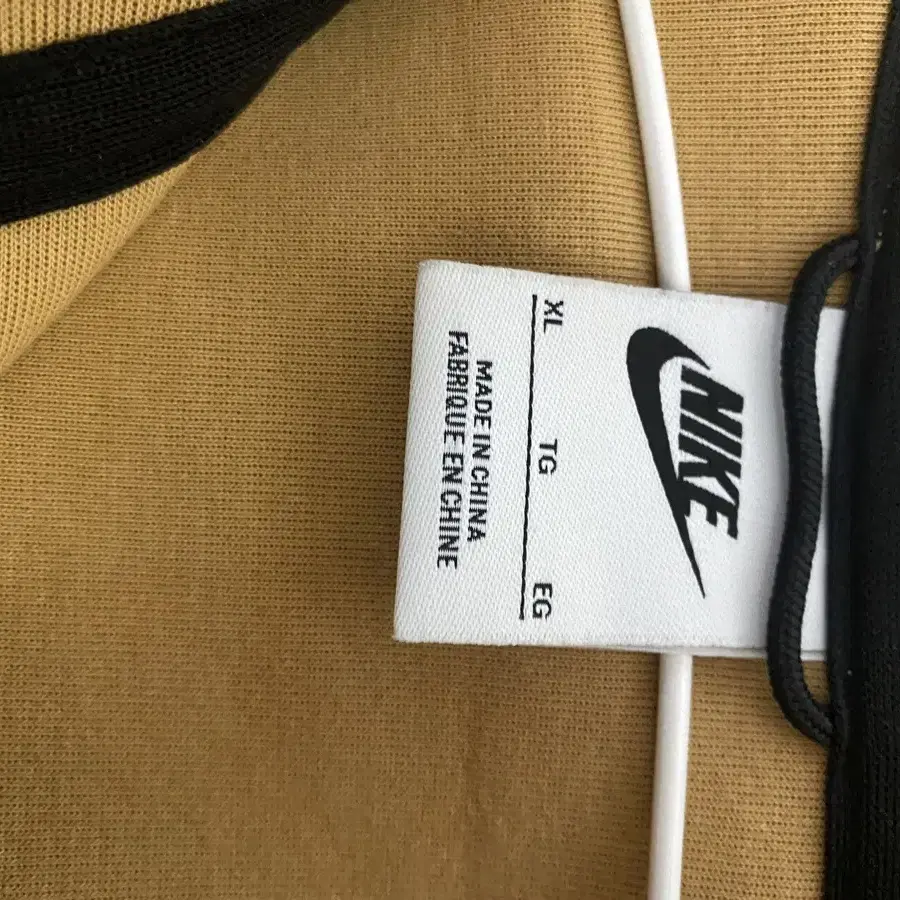 NIKE
XL TG EG
MADE IN CHINA
FABRIQUE EN CHINE